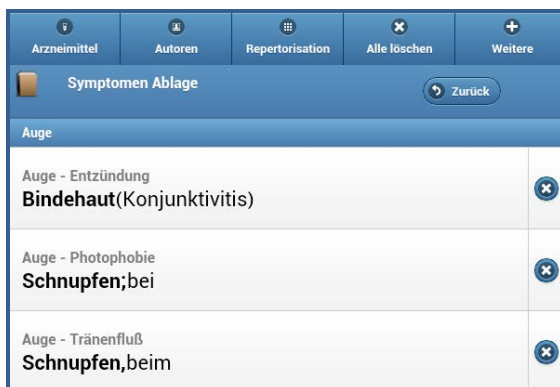 Arzneimittel Autoren Repertorisation Alle löschen Weitere
Symptomen Ablage
Zurück
Auge
Auge - Entzündung
Bindehaut(Konjunktivitis)
Auge - Photophobie
Schnupfen;bei
Auge - Tränenfluß
Schnupfen,beim